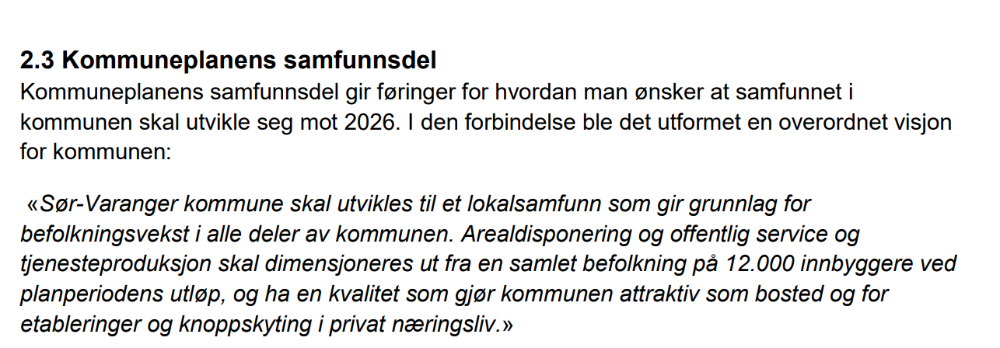 2.3 Kommuneplanens samfunnsdel
Kommuneplanens samfunnsdel gir føringer for hvordan man ønsker at samfunnet i
kommunen skal utvikle seg mot 2026. I den forbindelse ble det utformet en overordnet visjon
for kommunen:
«Sør-Varanger kommune skal utvikles til et lokalsamfunn som gir grunnlag for
befolkningsvekst i alle deler av kommunen. Arealdisponering og offentlig service og
tjenesteproduksjon skal dimensjoneres ut fra en samlet befolkning på 12.000 innbyggere ved
planperiodens utløp, og ha en kvalitet som gjør kommunen attraktiv som bosted og for
etableringer og knoppskyting i privat næringsliv.»